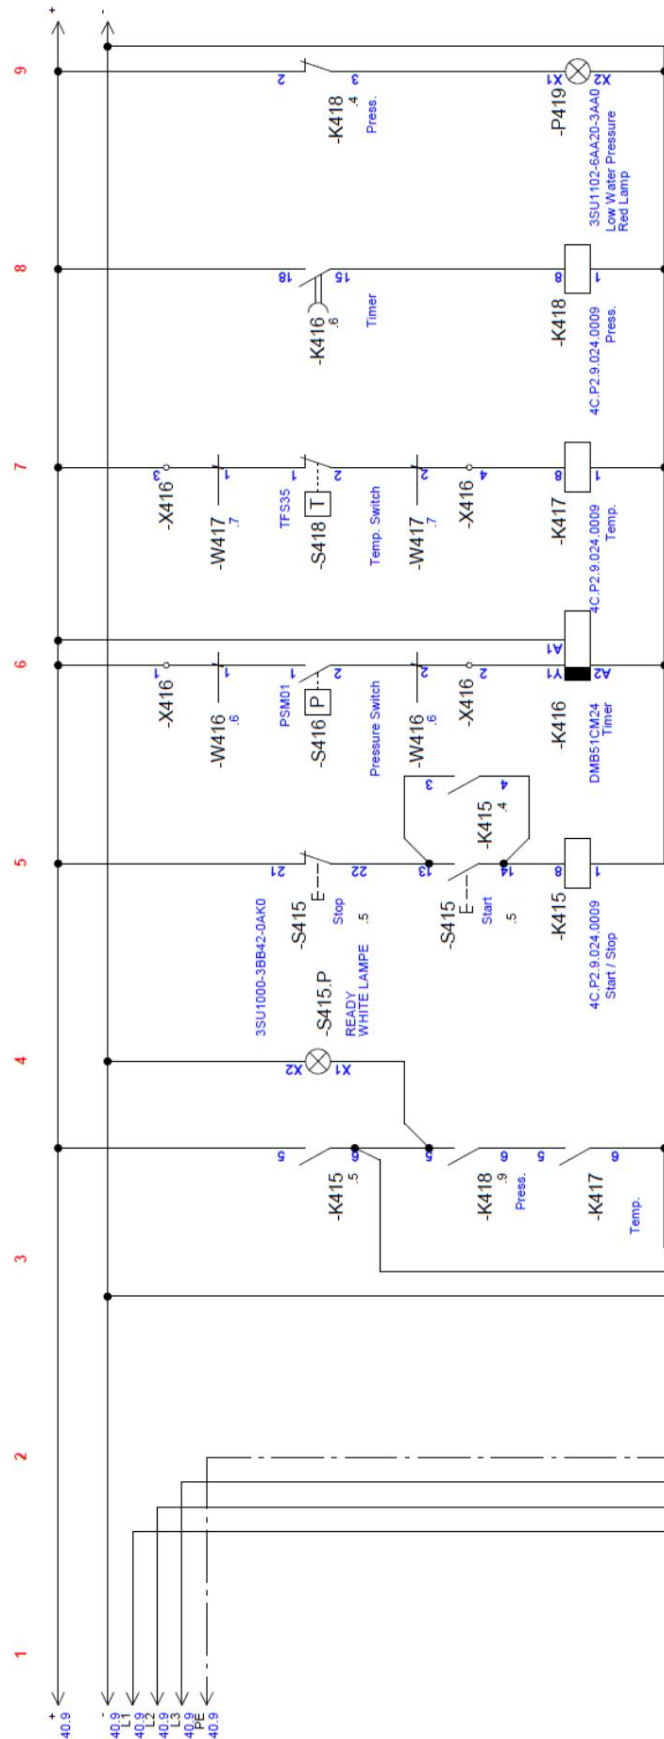 1
2
3
4
5
6
7
8
9
+
40.9
-
40.9
L1
40.9
L2
40.9
L3
40.9
PE
40.9
+
-
5
6
-K415
.5
5
6
-K418
.9
Press.
5
6
-K417
Temp.
X2
X1
-S415.P
READY
WHITE LAMPE
3SU1000-3BB42-0AK0
21
22
-S415
Stop
.5
13
14
-S415
Start
.5
3
4
-K415
.4
8
1
-K415
4C.P2.9.024.0009
Start / Stop
1
-X416
1
-W416
.6
PSM01
1
2
-S416
P
Pressure Switch
2
-W416
.6
2
-X416
A1
Y1
A2
-K416
DMB51CM24
Timer
3
-X416
1
-W417
.7
TFS35
1
2
-S418
T
Temp. Switch
2
-W417
.7
4
-X416
8
1
-K417
4C.P2.9.024.0009
Temp.
18
15
-K416
.6
Timer
8
1
-K418
4C.P2.9.024.0009
Press.
2
3
-K418
.4
Press.
X1
X2
-P419
3SU1102-6AA20-3AA0
Low Water Pressure
Red Lamp